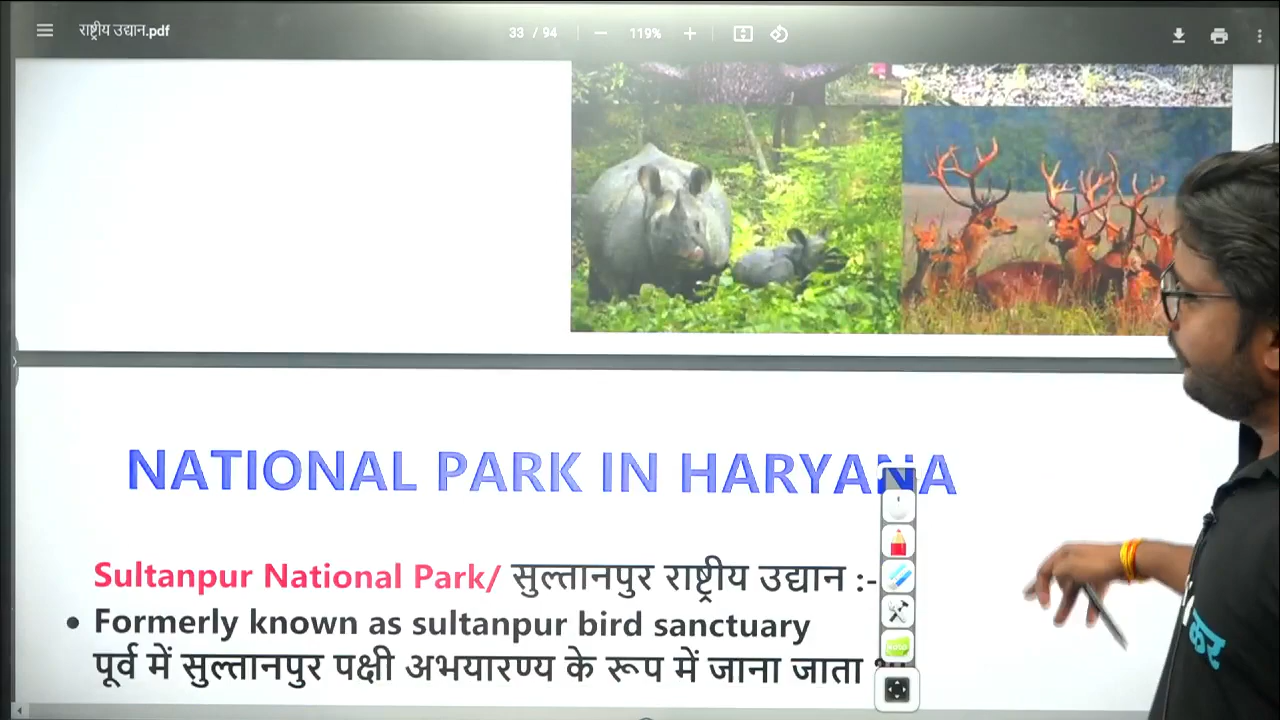 राष्ट्रीय उद्यान.pdf
33 / 94
119%
NATIONAL PARK IN HARYANA
Sultanpur National Park/ सुल्तानपुर राष्ट्रीय उद्यान :-
• Formerly known as sultanpur bird sanctuary
पूर्व में सुल्तानपुर पक्षी अभयारण्य के रूप में जाना जाता
कर